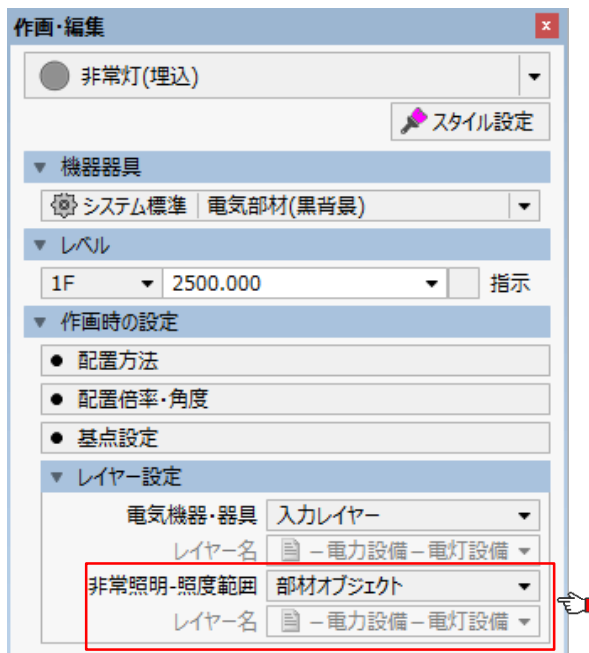 作画・編集
非常灯(埋込)
スタイル設定
機器器具
システム標準 電気部材(黒背景)
レベル
1F 2500.000 指示
作画時の設定
配置方法
配置倍率・角度
基点設定
レイヤー設定
電気機器・器具 入力レイヤー
レイヤー名 －電力設備－電灯設備
非常照明-照度範囲 部材オブジェクト
レイヤー名 －電力設備－電灯設備